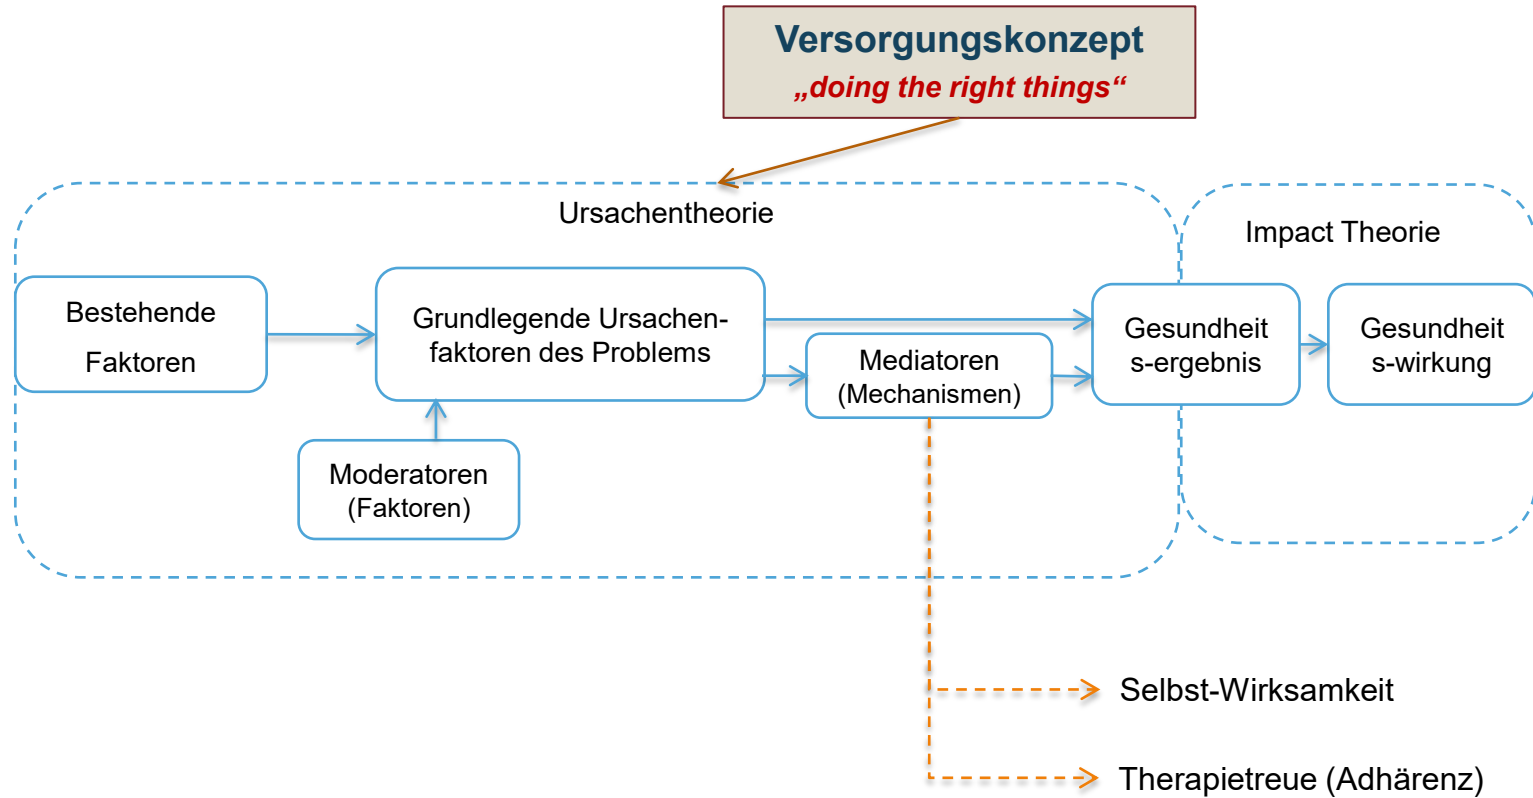 Versorgungskonzept
„doing the right things“
Ursachentheorie
Impact Theorie
Bestehende
Faktoren
Grundlegende Ursachen-
faktoren des Problems
Moderatoren
(Faktoren)
Mediatoren
(Mechanismen)
Gesundheit
s-ergebnis
Gesundheit
s-wirkung
Selbst-Wirksamkeit
Therapietreue (Adhärenz)